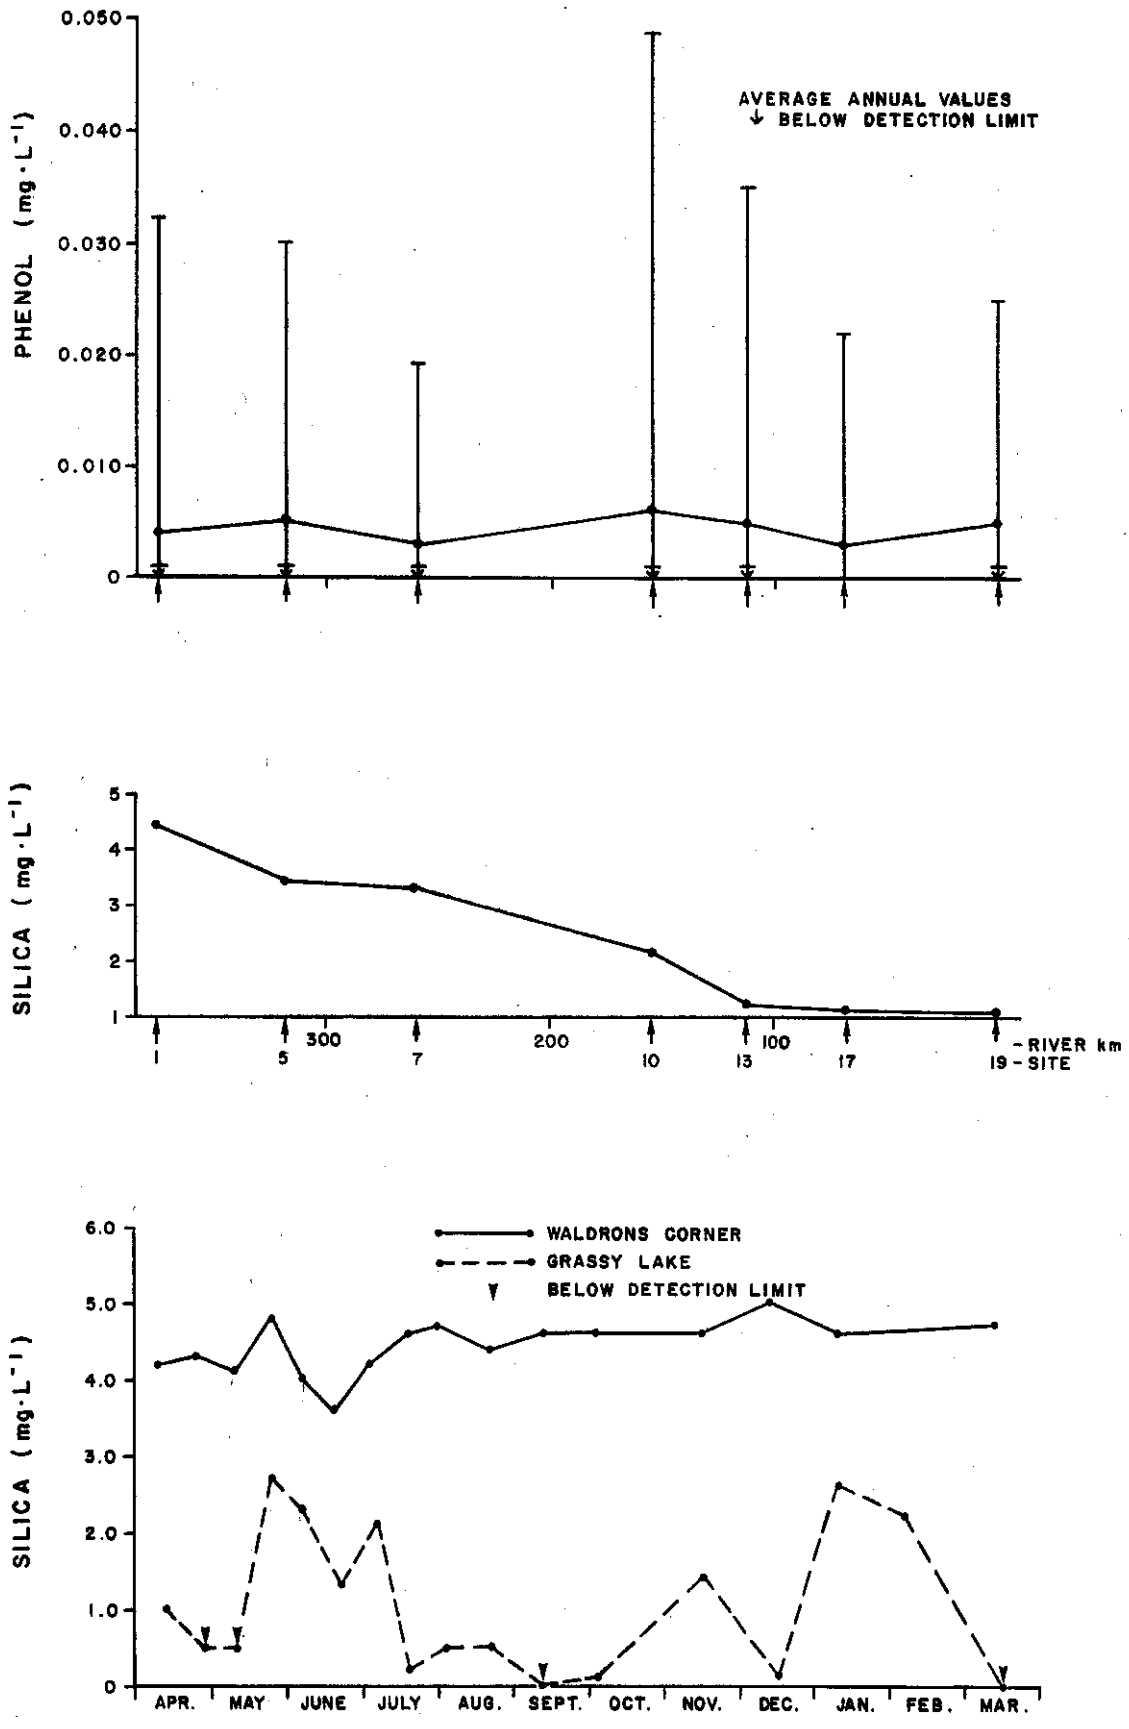 PHENOL (mg·L⁻¹)
0.050
0.040
0.030
0.020
0.010
0
AVERAGE ANNUAL VALUES
↓ BELOW DETECTION LIMIT
SILICA (mg·L⁻¹)
5
4
3
2
1
300 200 100 -RIVER km
1 5 7 10 13 17 19 -SITE
SILICA (mg·L⁻¹)
6.0
5.0
4.0
3.0
2.0
1.0
0
WALDRONS CORNER
GRASSY LAKE
BELOW DETECTION LIMIT
APR. MAY JUNE JULY AUG. SEPT. OCT. NOV. DEC. JAN. FEB. MAR.